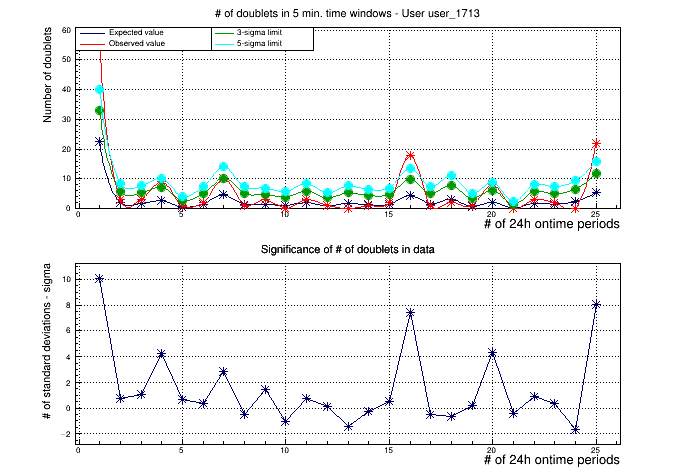 # of doublets in 5 min. time windows - User user_1713
Number of doublets
Expected value
3-sigma limit
Observed value
5-sigma limit
60
50
40
30
20
10
0
0 5 10 15 20 25
# of 24h ontime periods
Significance of # of doublets in data
# of standard deviations - sigma
10
8
6
4
2
0
−2
0 5 10 15 20 25
# of 24h ontime periods